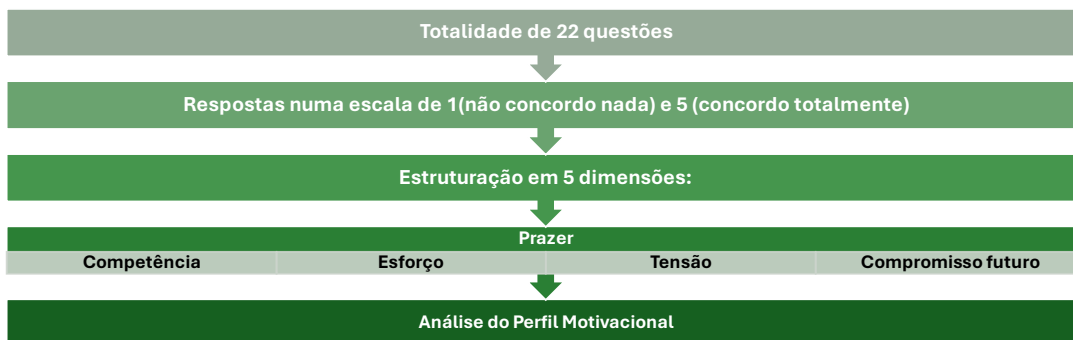 Totalidade de 22 questões
Respostas numa escala de 1(não concordo nada) e 5 (concordo totalmente)
Estruturação em 5 dimensões:
Prazer
Competência
Esforço
Tensão
Compromisso futuro
Análise do Perfil Motivacional